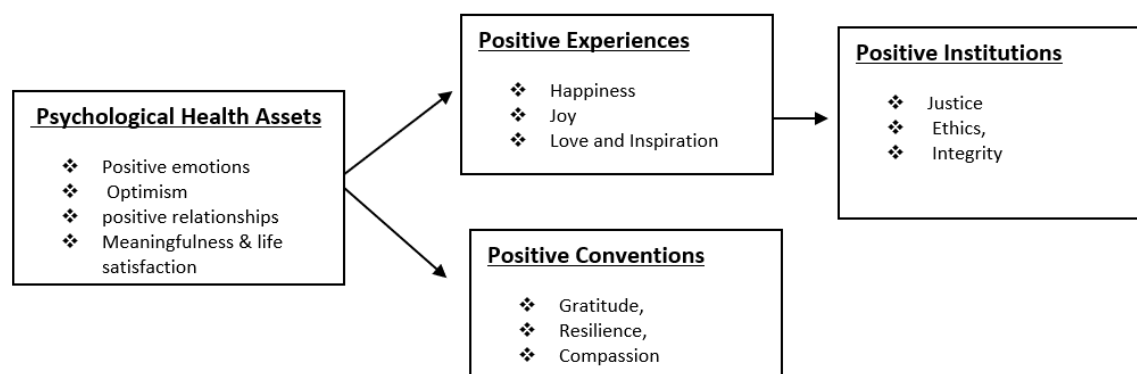 Psychological Health Assets
❖ Positive emotions
❖ Optimism
❖ positive relationships
❖ Meaningfulness & life
satisfaction
Positive Experiences
❖ Happiness
❖ Joy
❖ Love and Inspiration
Positive Conventions
❖ Gratitude,
❖ Resilience,
❖ Compassion
Positive Institutions
❖ Justice
❖ Ethics,
❖ Integrity